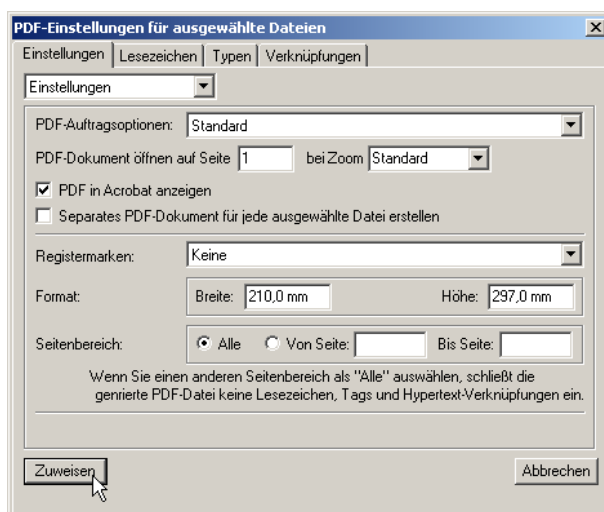 PDF-Einstellungen für ausgewählte Dateien
Einstellungen Lesezeichen Typen Verknüpfungen
Einstellungen
PDF-Auftragsoptionen: Standard
PDF-Dokument öffnen auf Seite 1 bei Zoom Standard
PDF in Acrobat anzeigen
Separates PDF-Dokument für jede ausgewählte Datei erstellen
Registermarken: Keine
Format: Breite: 210,0 mm Höhe: 297,0 mm
Seitenbereich: Alle Von Seite: Bis Seite:
Wenn Sie einen anderen Seitenbereich als "Alle" auswählen, schließt die
genrierte PDF-Datei keine Lesezeichen, Tags und Hypertext-Verknüpfungen ein.
Zuweisen Abbrechen